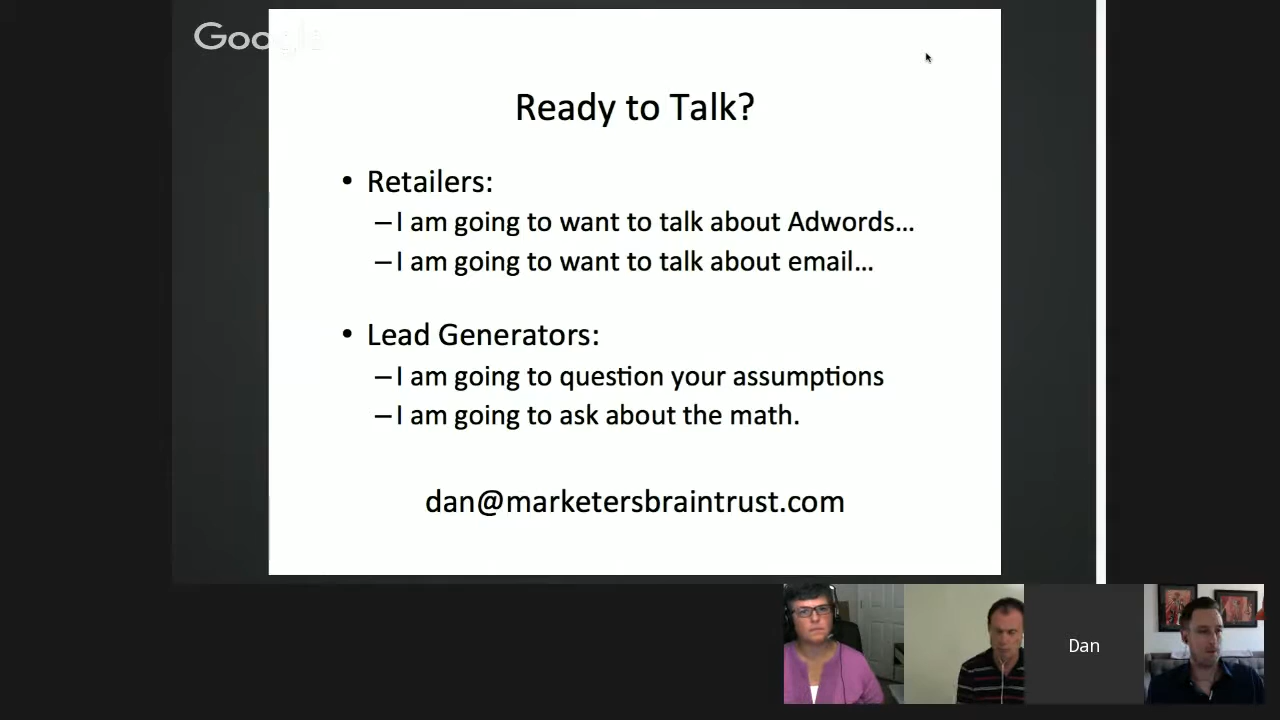 Google
Ready to Talk?
• Retailers:
–I am going to want to talk about Adwords...
–I am going to want to talk about email...
• Lead Generators:
–I am going to question your assumptions
–I am going to ask about the math.
dan@marketersbraintrust.com
Dan